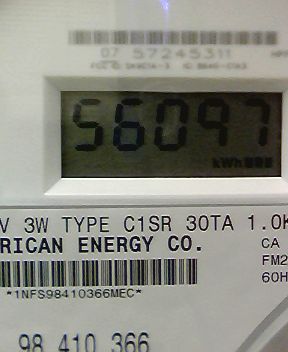 07 57245311
56097
kWh
V 3W TYPE C1SR 30TA 1.0K
RICAN ENERGY CO.
CA
FM2
60H
*1NFS98410366MEC*
98 410 366